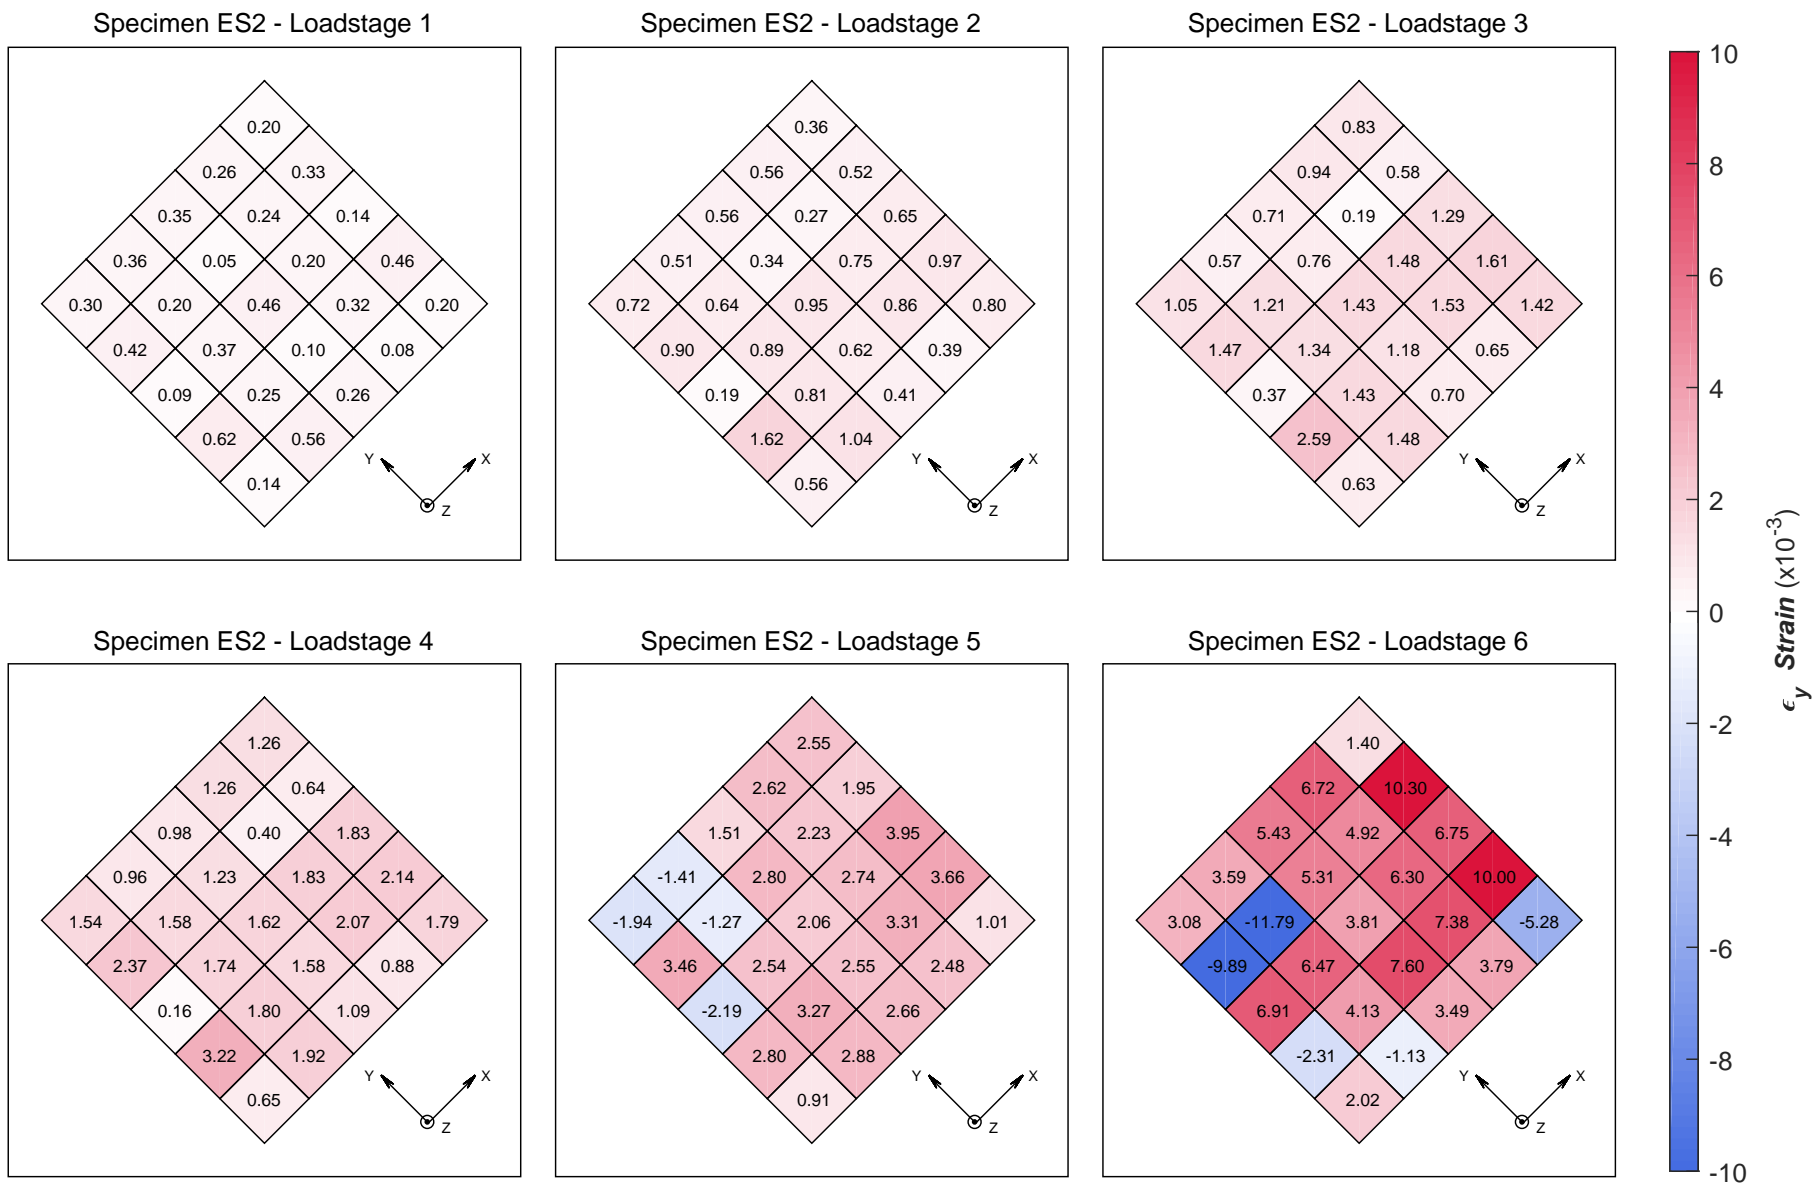 Specimen ES2 - Loadstage 1
0.20
0.26 0.33
0.35 0.24 0.14
0.36 0.05 0.20 0.46
0.30 0.20 0.46 0.32 0.20
0.42 0.37 0.10 0.08
0.09 0.25 0.26
0.62 0.56
0.14
Y X
Z
Specimen ES2 - Loadstage 2
0.36
0.56 0.52
0.56 0.27 0.65
0.51 0.34 0.75 0.97
0.72 0.64 0.95 0.86 0.80
0.90 0.89 0.62 0.39
0.19 0.81 0.41
1.62 1.04
0.56
Y X
Z
Specimen ES2 - Loadstage 3
0.83
0.94 0.58
0.71 0.19 1.29
0.57 0.76 1.48 1.61
1.05 1.21 1.43 1.53 1.42
1.47 1.34 1.18 0.65
0.37 1.43 0.70
2.59 1.48
0.63
Y X
Z
Specimen ES2 - Loadstage 4
1.26
1.26 0.64
0.98 0.40 1.83
0.96 1.23 1.83 2.14
1.54 1.58 1.62 2.07 1.79
2.37 1.74 1.58 0.88
0.16 1.80 1.09
3.22 1.92
0.65
Y X
Z
Specimen ES2 - Loadstage 5
2.55
2.62 1.95
1.51 2.23 3.95
-1.41 2.80 2.74 3.66
-1.94 -1.27 2.06 3.31 1.01
3.46 2.54 2.55 2.48
-2.19 3.27 2.66
2.80 2.88
0.91
Y X
Z
Specimen ES2 - Loadstage 6
1.40
6.72 10.30
5.43 4.92 6.75
3.59 5.31 6.30 10.00
3.08 -11.79 3.81 7.38 -5.28
-9.89 6.47 7.60 3.79
6.91 4.13 3.49
-2.31 -1.13
2.02
Y X
Z
10
8
6
4
2
0
-2
-4
-6
-8
-10
ϵy Strain (x10-3)